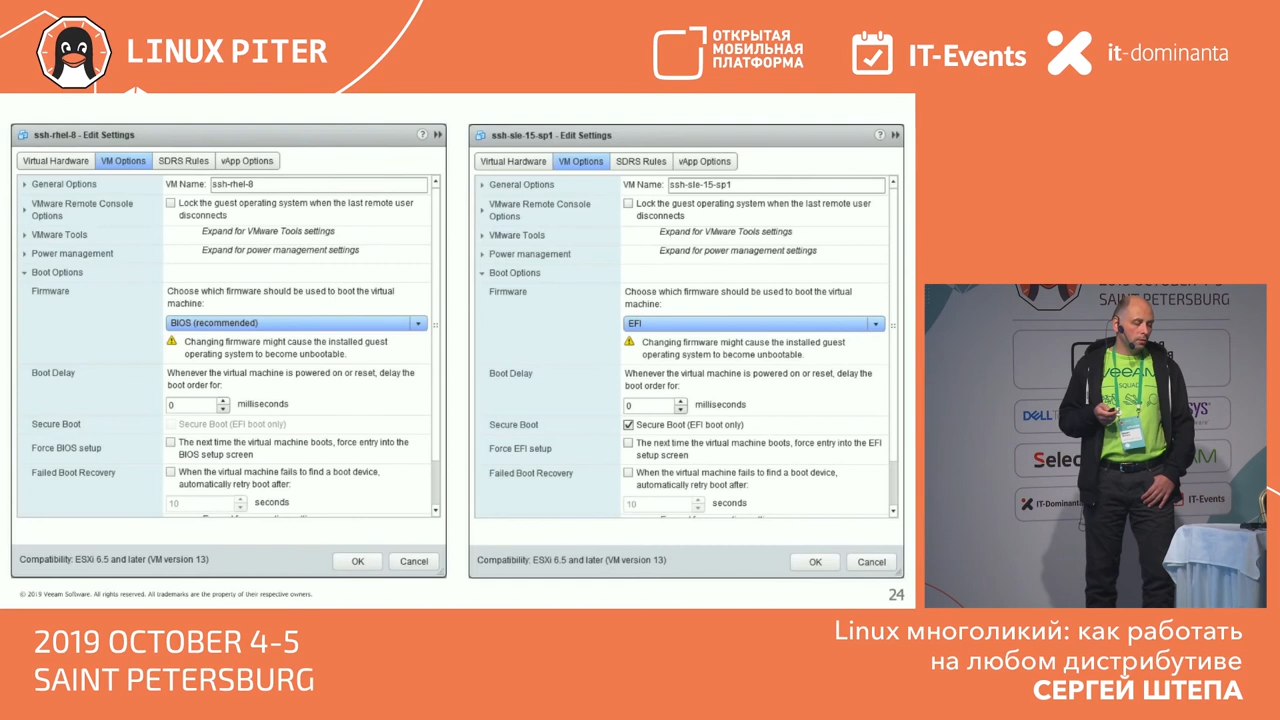 LINUX PITER
ОТКРЫТАЯ
МОБИЛЬНАЯ
ПЛАТФОРМА
IT-Events
it-dominanta
ssh-rhel-8 - Edit Settings
Virtual Hardware
VM Options
SDRS Rules
vApp Options
General Options
VM Name:
ssh-rhel-8
VMware Remote Console
Options
Lock the guest operating system when the last remote user
disconnects
VMware Tools
Expand for VMware Tools settings
Power management
Expand for power management settings
Boot Options
Firmware
Choose which firmware should be used to boot the virtual
machine:
BIOS (recommended)
Changing firmware might cause the installed guest
operating system to become unbootable.
Boot Delay
Whenever the virtual machine is powered on or reset, delay the
boot order for:
0
milliseconds
Secure Boot
Secure Boot (EFI boot only)
Force BIOS setup
The next time the virtual machine boots, force entry into the
BIOS setup screen
Failed Boot Recovery
When the virtual machine fails to find a boot device,
automatically retry boot after:
10
seconds
Compatibility: ESXi 6.5 and later (VM version 13)
OK
Cancel
ssh-sle-15-sp1 - Edit Settings
Virtual Hardware
VM Options
SDRS Rules
vApp Options
General Options
VM Name:
ssh-sle-15-sp1
VMware Remote Console
Options
Lock the guest operating system when the last remote user
disconnects
VMware Tools
Expand for VMware Tools settings
Power management
Expand for power management settings
Boot Options
Firmware
Choose which firmware should be used to boot the virtual
machine:
EFI
Changing firmware might cause the installed guest
operating system to become unbootable.
Boot Delay
Whenever the virtual machine is powered on or reset, delay the
boot order for:
0
milliseconds
Secure Boot
Secure Boot (EFI boot only)
Force EFI setup
The next time the virtual machine boots, force entry into the EFI
setup screen
Failed Boot Recovery
When the virtual machine fails to find a boot device,
automatically retry boot after:
10
seconds
Compatibility: ESXi 6.5 and later (VM version 13)
OK
Cancel
© 2019 Veeam Software. All rights reserved. All trademarks are the property of their respective owners.
24
SAINT PETERSBURG
veeAM
SQUAD
DELL
Selec
IT-Dominanta
IT-Events
2019 OCTOBER 4-5
SAINT PETERSBURG
Linux многоликий: как работать
на любом дистрибутиве
СЕРГЕЙ ШТЕПА